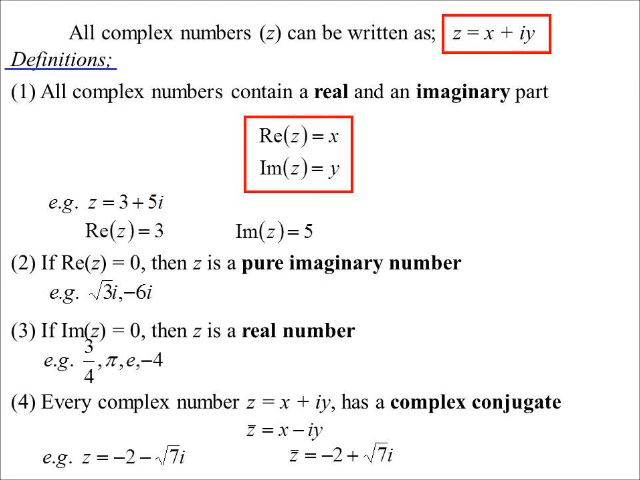 All complex numbers (z) can be written as; z = x + iy
Definitions;
(1) All complex numbers contain a real and an imaginary part
Re(z) = x
Im(z) = y
e.g. z = 3 + 5i
Re(z) = 3 Im(z) = 5
(2) If Re(z) = 0, then z is a pure imaginary number
e.g. √3i, −6i
(3) If Im(z) = 0, then z is a real number
e.g. 3/4, π, e, −4
(4) Every complex number z = x + iy, has a complex conjugate
z̄ = x − iy
e.g. z = −2 − √7i z̄ = −2 + √7i